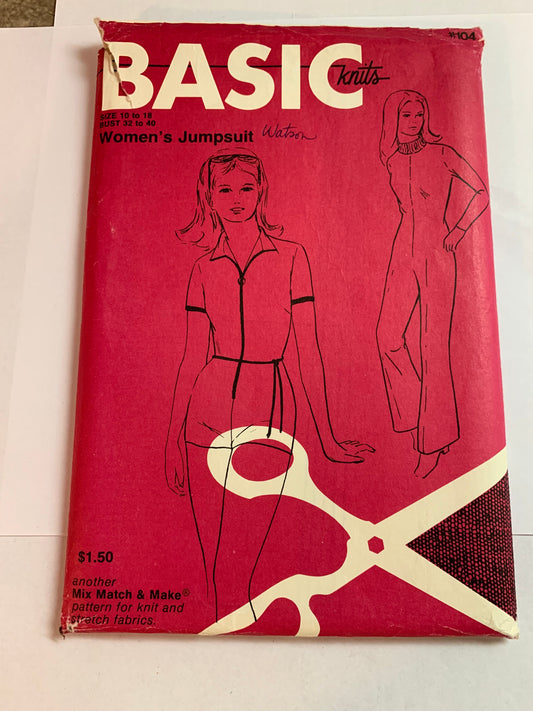 #104
BASIC
knits
SIZE 10 to 18
BUST 32 to 40
Women's Jumpsuit
Watson
$1.50
another
Mix Match & Make®
pattern for knit and
stretch fabrics.